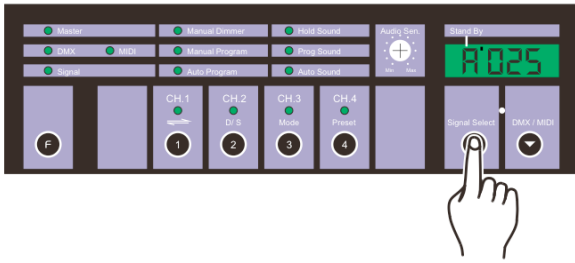 Master
Manual Dimmer
Hold Sound
Audio Sen.
Stand By
DMX
MIDI
Manual Program
Prog Sound
A'025
Signal
Auto Program
Auto Sound
Min
Max
CH.1
CH.2
CH.3
CH.4
D/S
Mode
Preset
Signal Select
DMX / MIDI
F
1
2
3
4